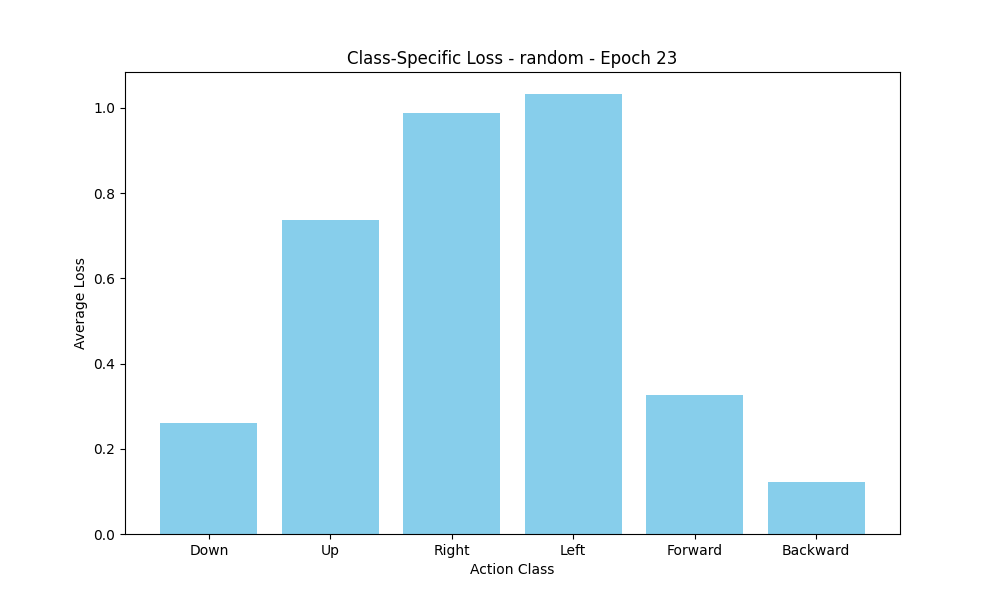 Class-Specific Loss - random - Epoch 23
Average Loss
1.0
0.8
0.6
0.4
0.2
0.0
Down Up Right Left Forward Backward
Action Class